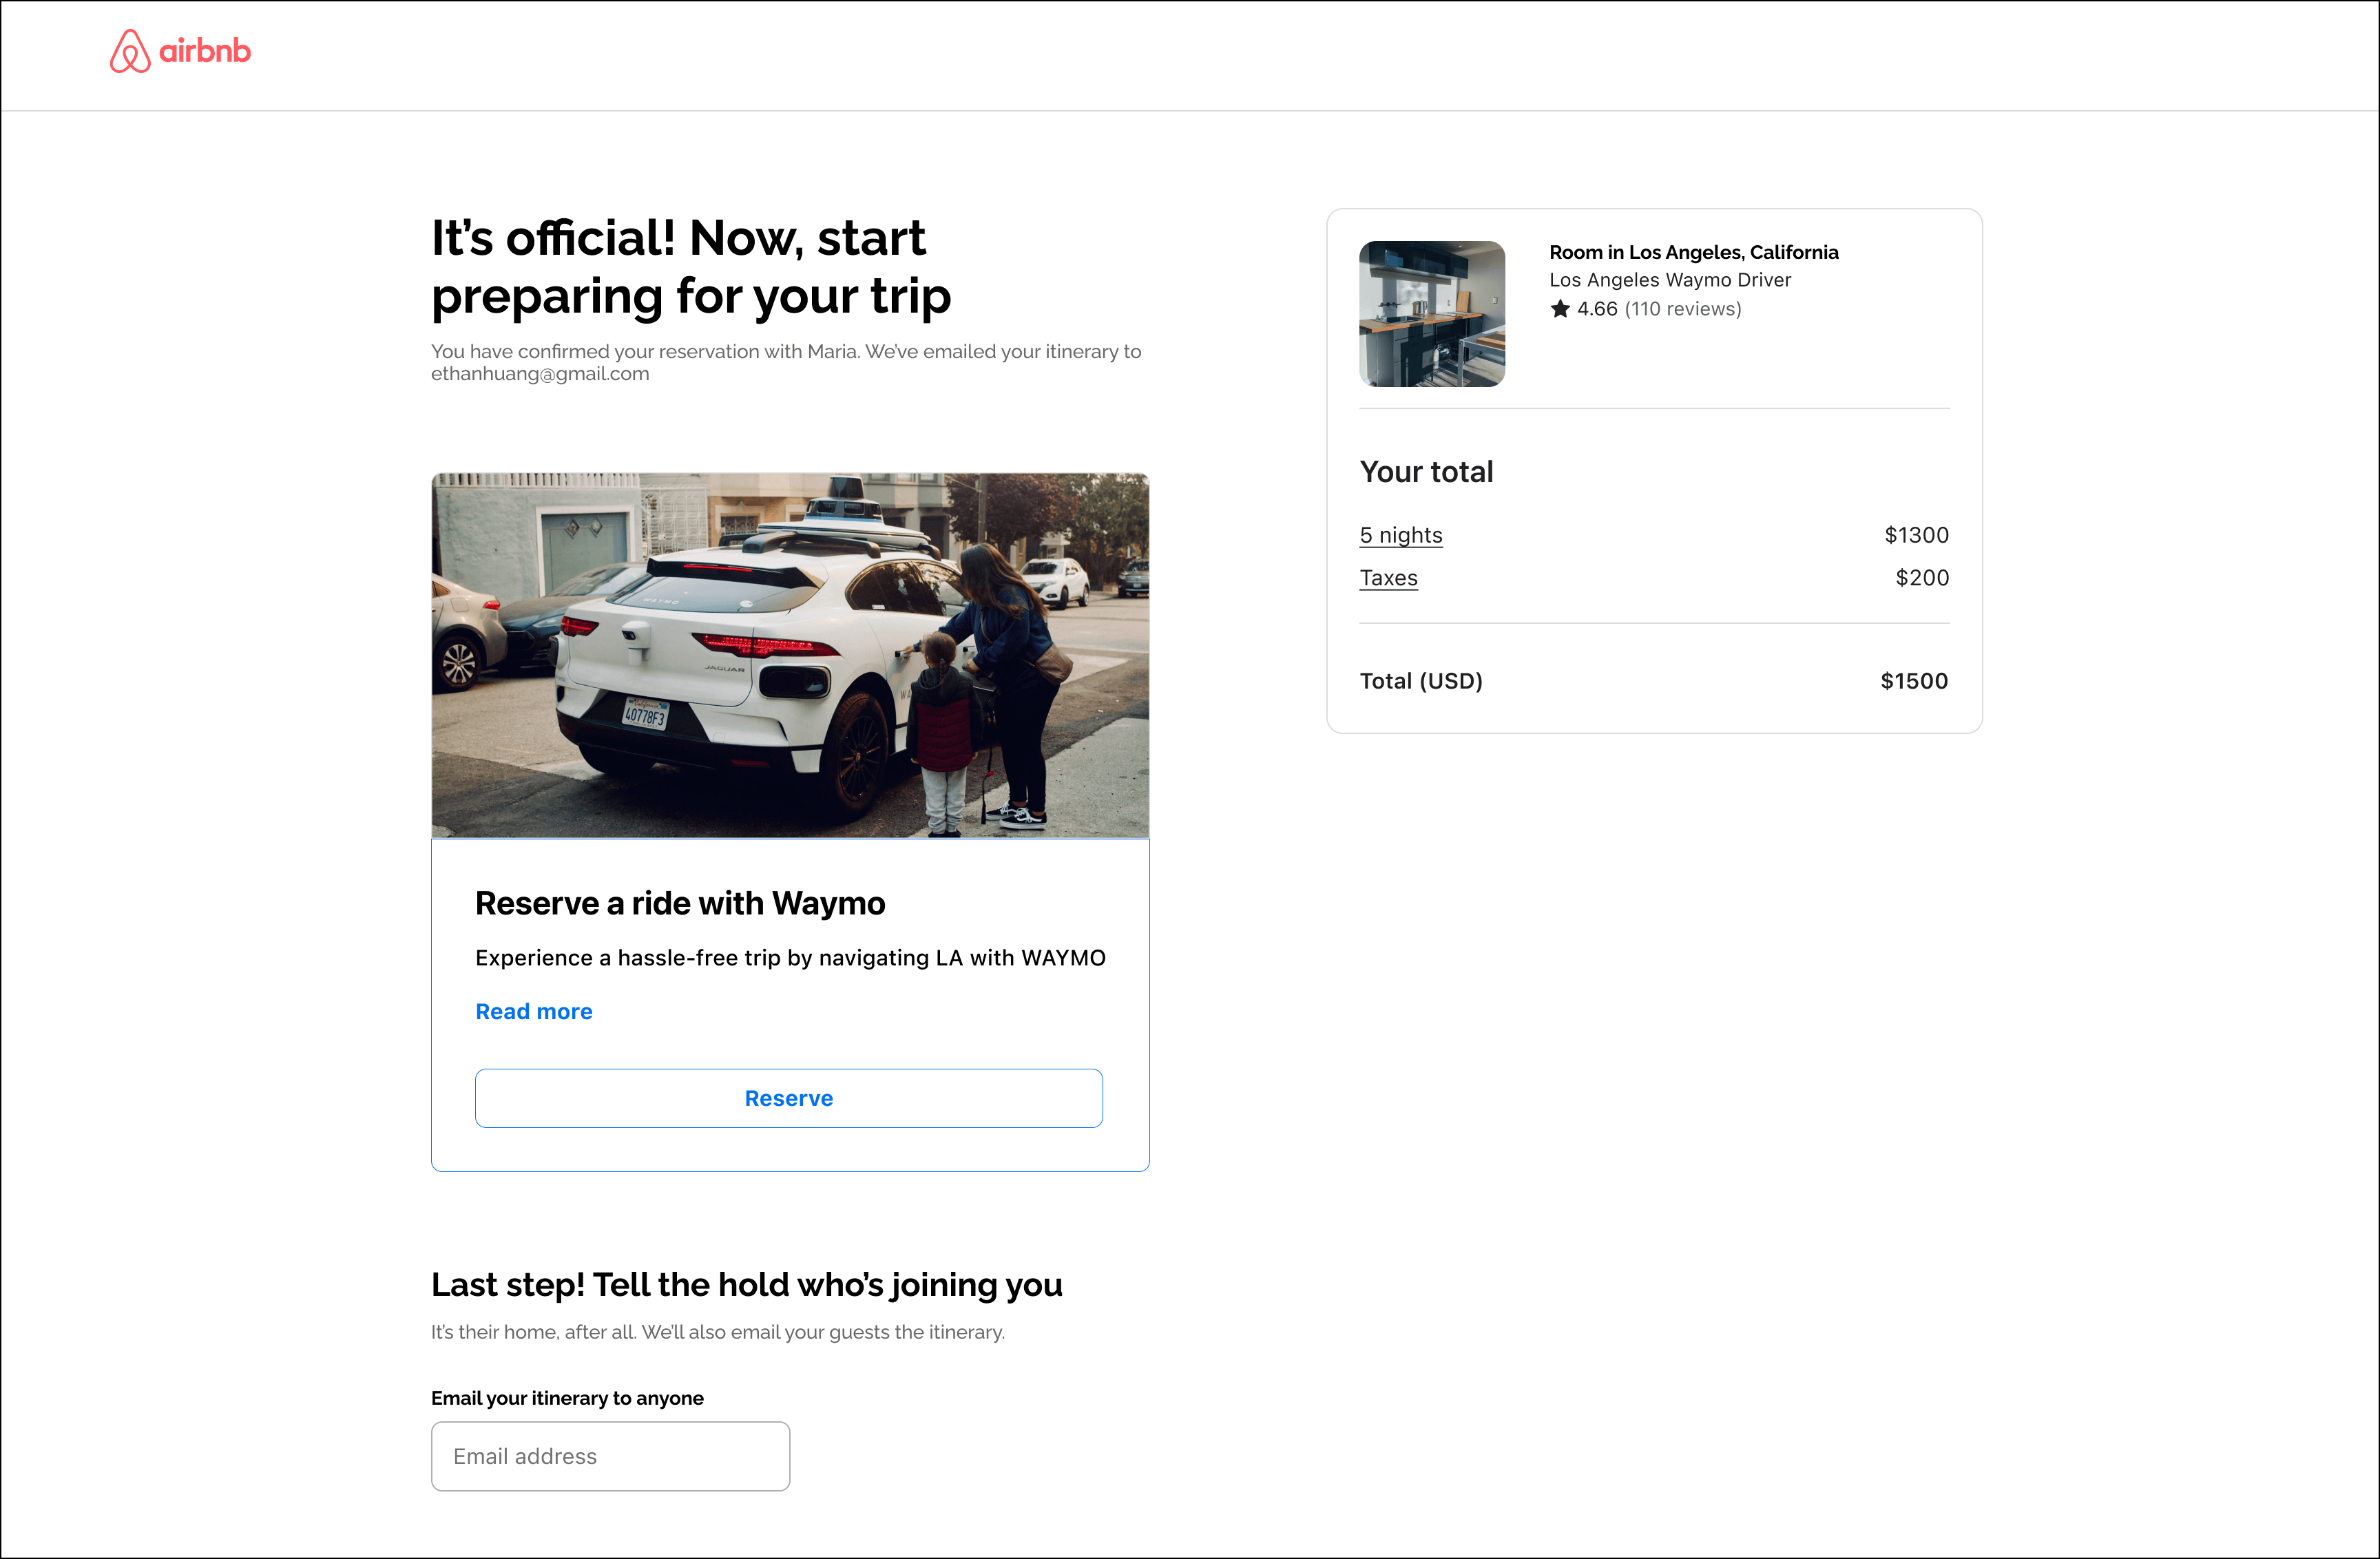 airbnb
It’s official! Now, start
preparing for your trip
You have confirmed your reservation with Maria. We’ve emailed your itinerary to
ethanhuang@gmail.com
WAYMO
JAGUAR
California
40778F3
WA
Reserve a ride with Waymo
Experience a hassle-free trip by navigating LA with WAYMO
Read more
Reserve
Last step! Tell the hold who’s joining you
It’s their home, after all. We’ll also email your guests the itinerary.
Email your itinerary to anyone
Email address
Room in Los Angeles, California
Los Angeles Waymo Driver
4.66 (110 reviews)
Your total
5 nights $1300
Taxes $200
Total (USD) $1500